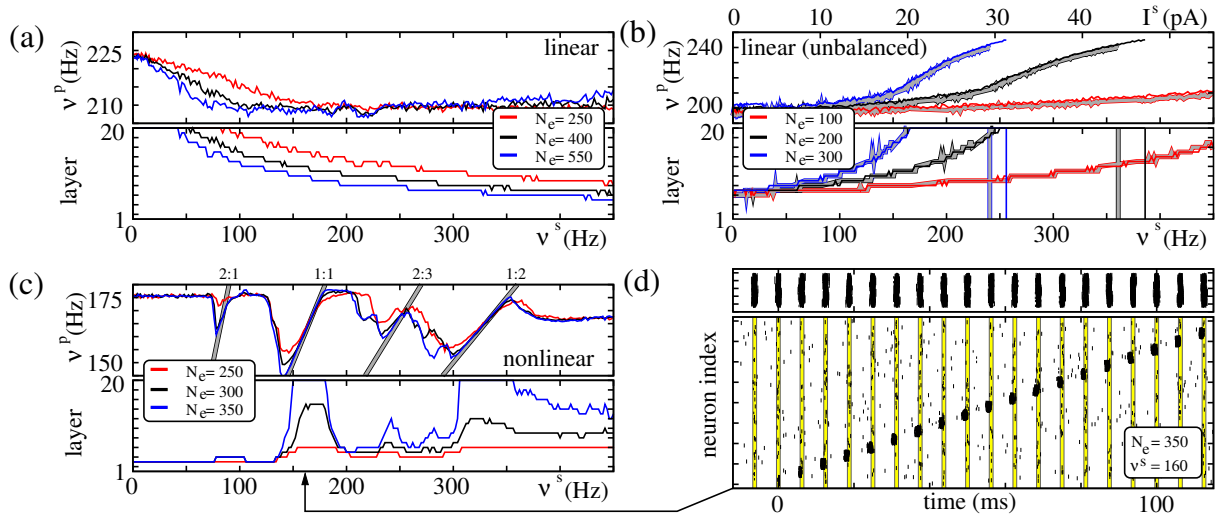 (a)
linear
225
210
ν^p(Hz)
N_e= 250
N_e= 400
N_e= 550
20
layer
1
0 100 200 300 ν^s(Hz)
0 10 20 30 40 I^s(pA)
(b)
linear (unbalanced)
240
200
ν^p(Hz)
N_e= 100
N_e= 200
N_e= 300
20
layer
1
0 100 200 300 ν^s(Hz)
(c)
2:1 1:1 2:3 1:2
175
150
ν^p(Hz)
nonlinear
N_e= 250
N_e= 300
N_e= 350
20
layer
1
0 100 200 300 ν^s(Hz)
(d)
neuron index
N_e= 350
ν^s = 160
0 time (ms) 100